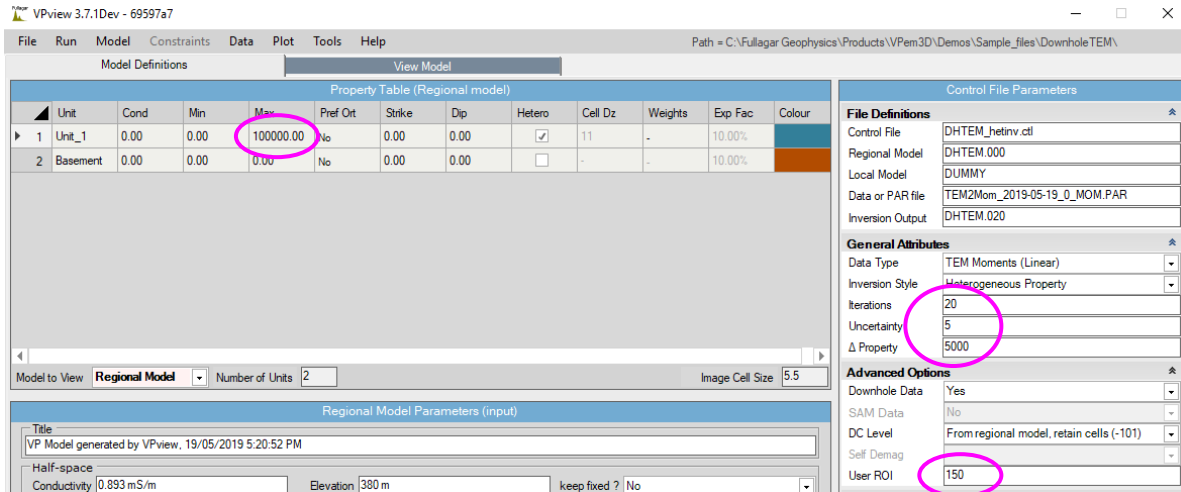 Fullagar VPview 3.7.1Dev - 69597a7
File Run Model Constraints Data Plot Tools Help Path = C:\Fullagar Geophysics\Products\VPem3D\Demos\Sample_files\DownholeTEM\
Model Definitions View Model
Property Table (Regional model)
Unit Cond Min Max Pref Ort Strike Dip Hetero Cell Dz Weights Exp Fac Colour
1 Unit_1 0.00 0.00 100000.00 No 0.00 0.00 11 - 10.00%
2 Basement 0.00 0.00 0.00 No 0.00 0.00 - - 10.00%
Model to View Regional Model Number of Units 2 Image Cell Size 5.5
Regional Model Parameters (input)
Title
VP Model generated by VPview, 19/05/2019 5:20:52 PM
Half-space
Conductivity 0.893 mS/m Elevation 380 m keep fixed ? No
Control File Parameters
File Definitions
Control File DHTEM_hetinv.ctl
Regional Model DHTEM.000
Local Model DUMMY
Data or PAR file TEM2Mom_2019-05-19_0_MOM.PAR
Inversion Output DHTEM.020
General Attributes
Data Type TEM Moments (Linear)
Inversion Style Heterogeneous Property
Iterations 20
Uncertainty 5
Δ Property 5000
Advanced Options
Downhole Data Yes
SAM Data No
DC Level From regional model, retain cells (-101)
Self Demag
User ROI 150